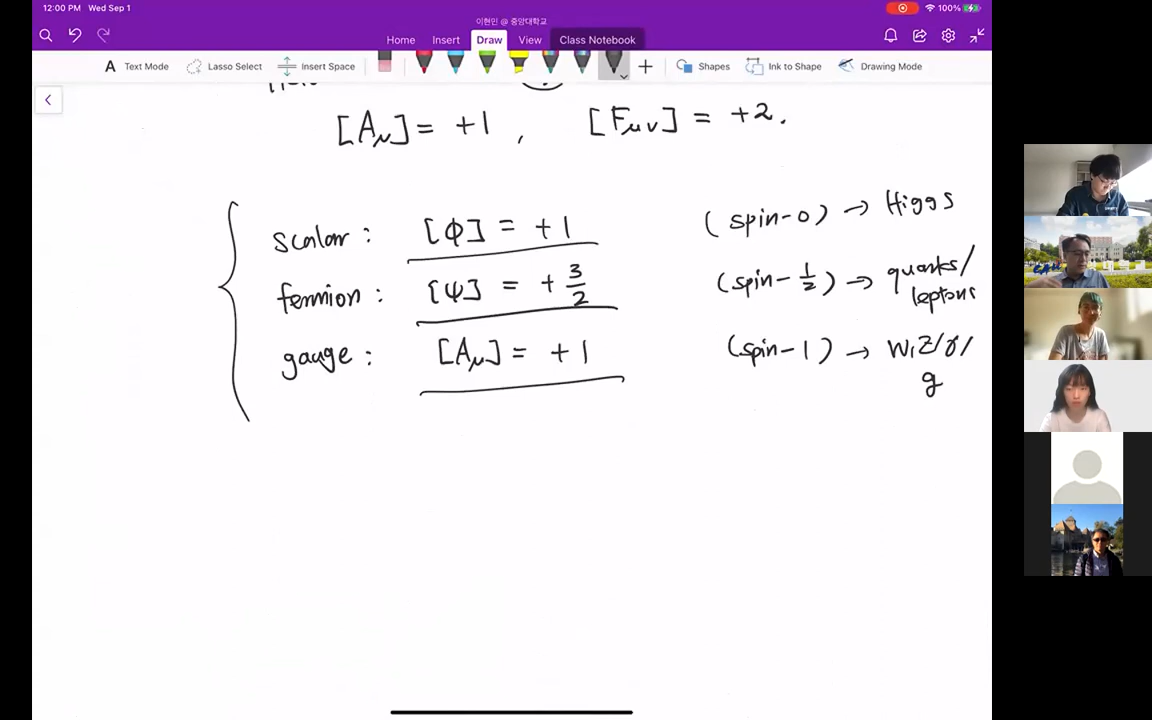 12:00 PM Wed Sep 1
100%
이현민 @ 중앙대학교
Home Insert Draw View Class Notebook
A Text Mode Lasso Select Insert Space Shapes Ink to Shape Drawing Mode
[Aμ] = +1 , [Fμν] = +2.
scalar : [Φ] = +1 (spin-0) → Higgs
fermion : [Ψ] = + 3/2 (spin-1/2) → quarks/
leptons
gauge : [Aμ] = +1 (spin-1) → W,Z/γ/
g